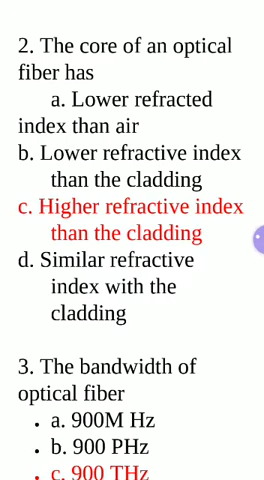 2. The core of an optical
fiber has
a. Lower refracted
index than air
b. Lower refractive index
than the cladding
c. Higher refractive index
than the cladding
d. Similar refractive
index with the
cladding
3. The bandwidth of
optical fiber
• a. 900M Hz
• b. 900 PHz
• c. 900 THz